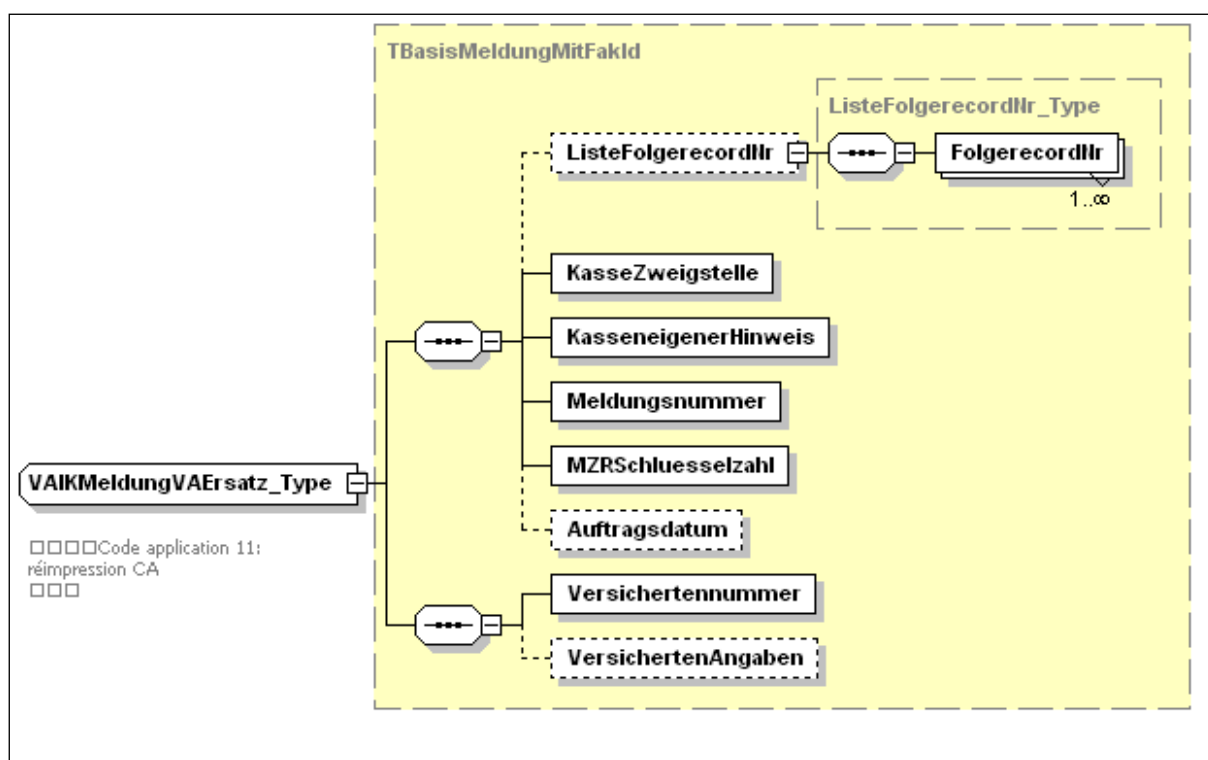 TBasisMeldungMitFakId
ListeFolgerecordNr_Type
ListeFolgerecordNr
FolgerecordNr
1..∞
KasseZweigstelle
KasseneigenerHinweis
Meldungsnummer
MZRSchluesselzahl
VAIKMeldungVAErsatz_Type
Auftragsdatum
□□□□Code application 11:
réimpression CA
□□□
Versichertennummer
VersichertenAngaben